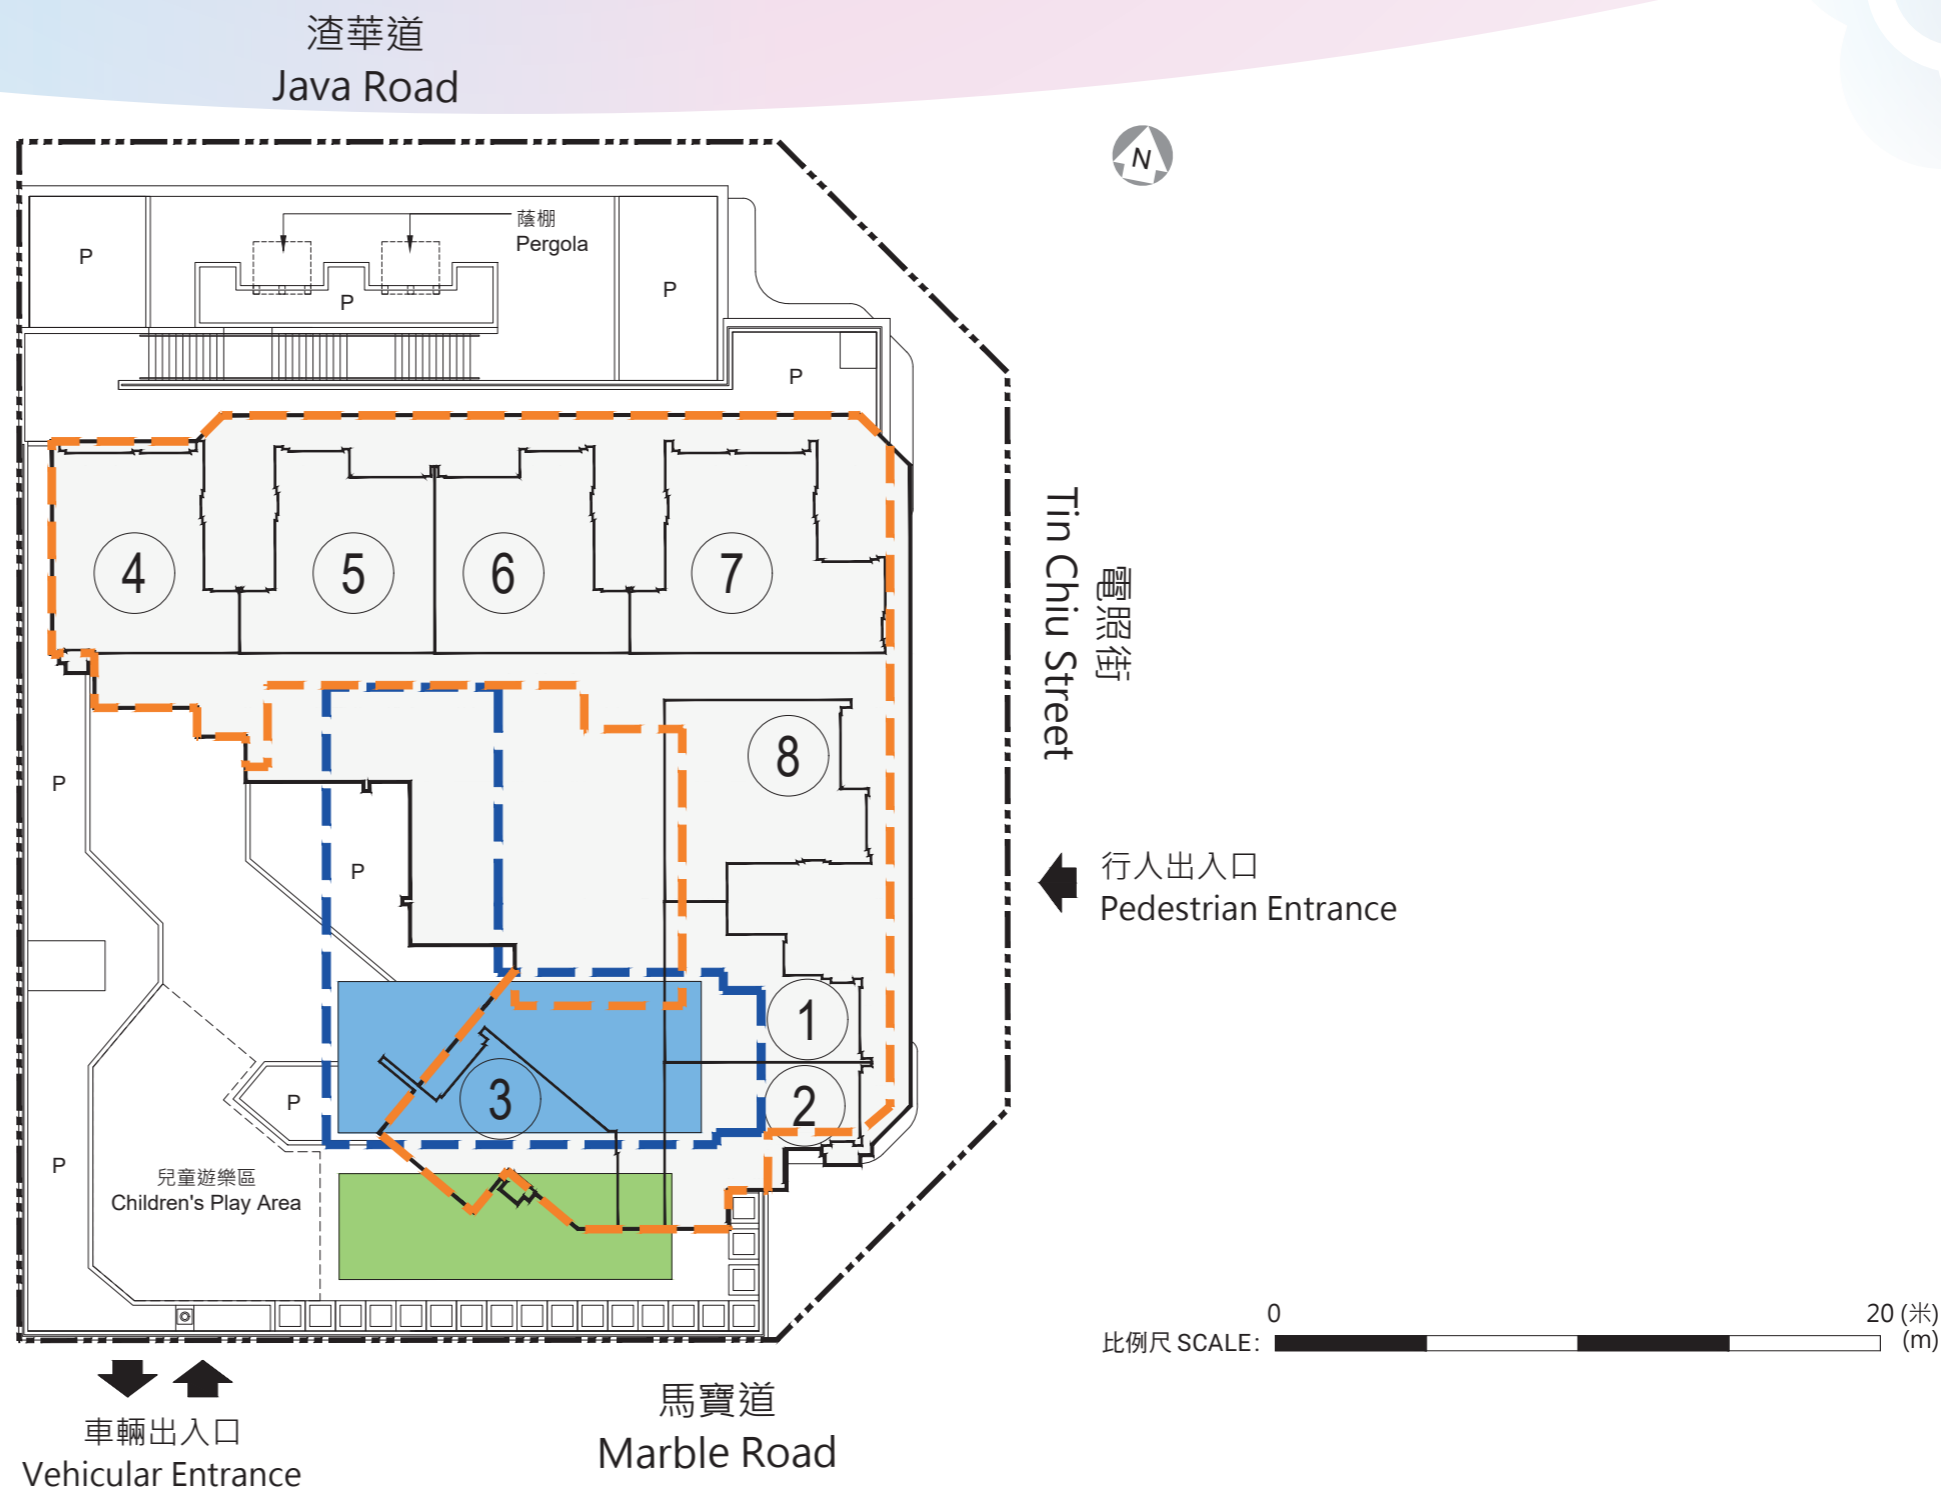 渣華道
Java Road
N
蔭棚
Pergola
P
P
P
P
4
5
6
7
電照街
Tin Chiu Street
8
P
P
行人出入口
Pedestrian Entrance
1
2
3
P
P
兒童遊樂區
Children's Play Area
0
20 (米)
(m)
比例尺 SCALE:
車輛出入口
Vehicular Entrance
馬寶道
Marble Road